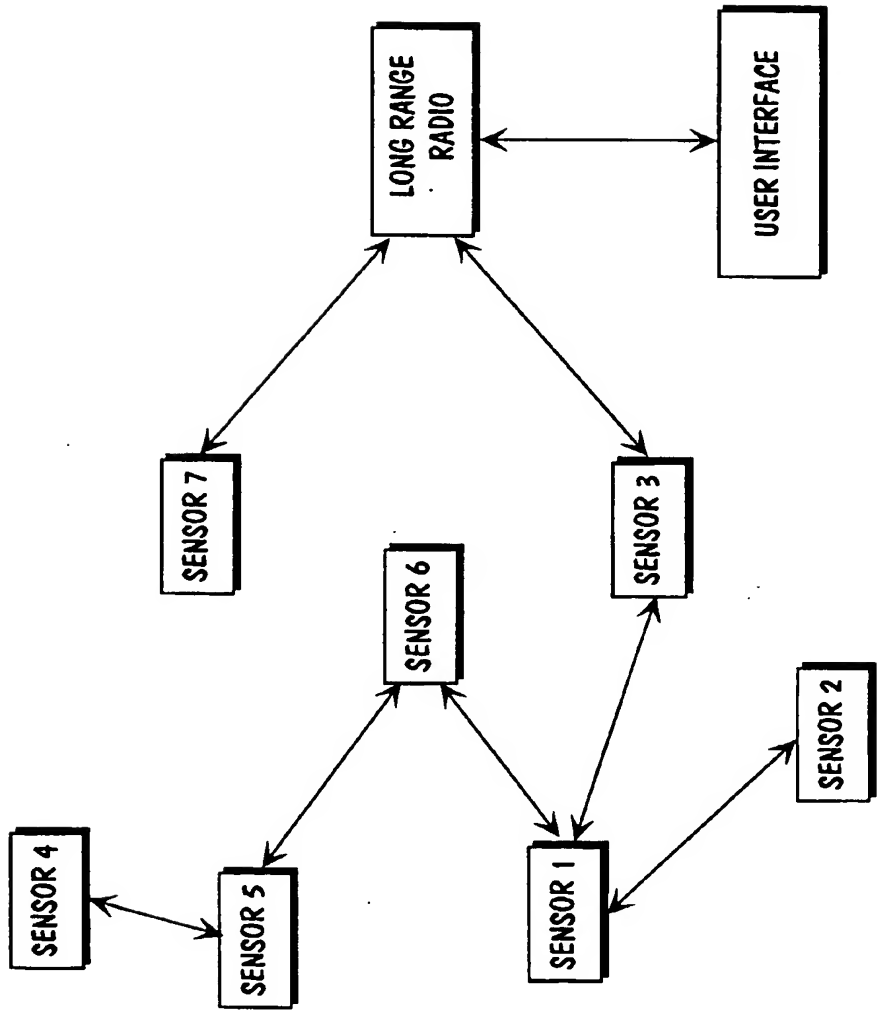 SENSOR 4
SENSOR 5
SENSOR 7
SENSOR 6
LONG RANGE
RADIO
SENSOR 1
SENSOR 3
SENSOR 2
USER INTERFACE